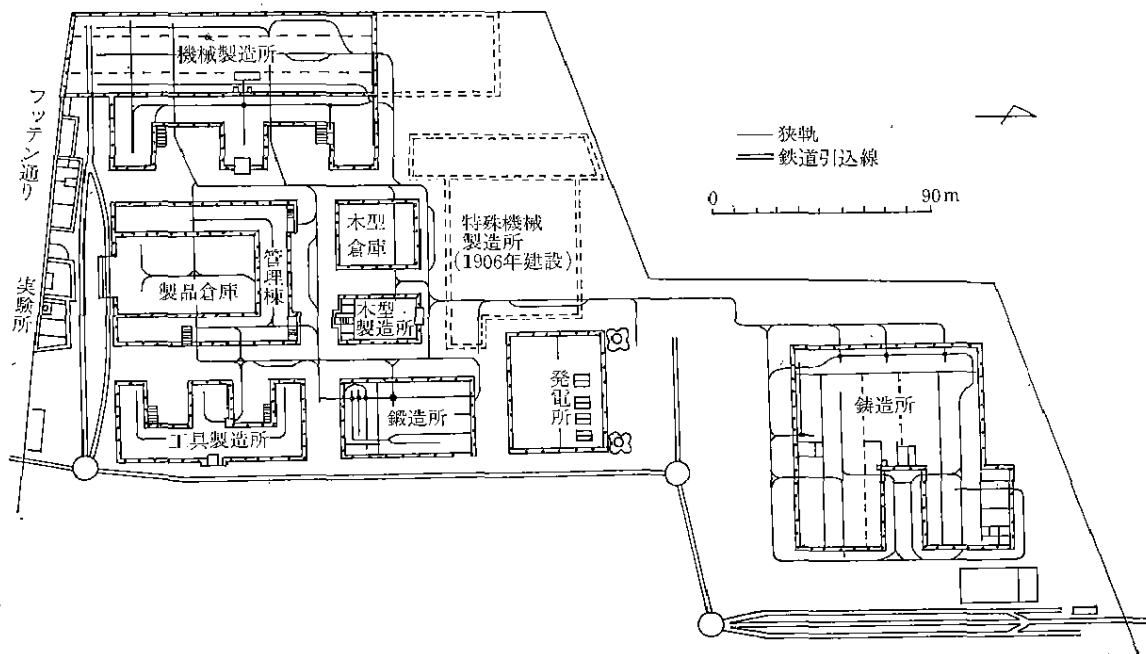 機械製造所
フッテン通り
狭軌
鉄道引込線
0 90m
木型
倉庫
特殊機械
製造所
(1906年建設)
管理棟
製品倉庫
実験所
木型
製造所
発電所
鋳造所
鍛造所
工具製造所